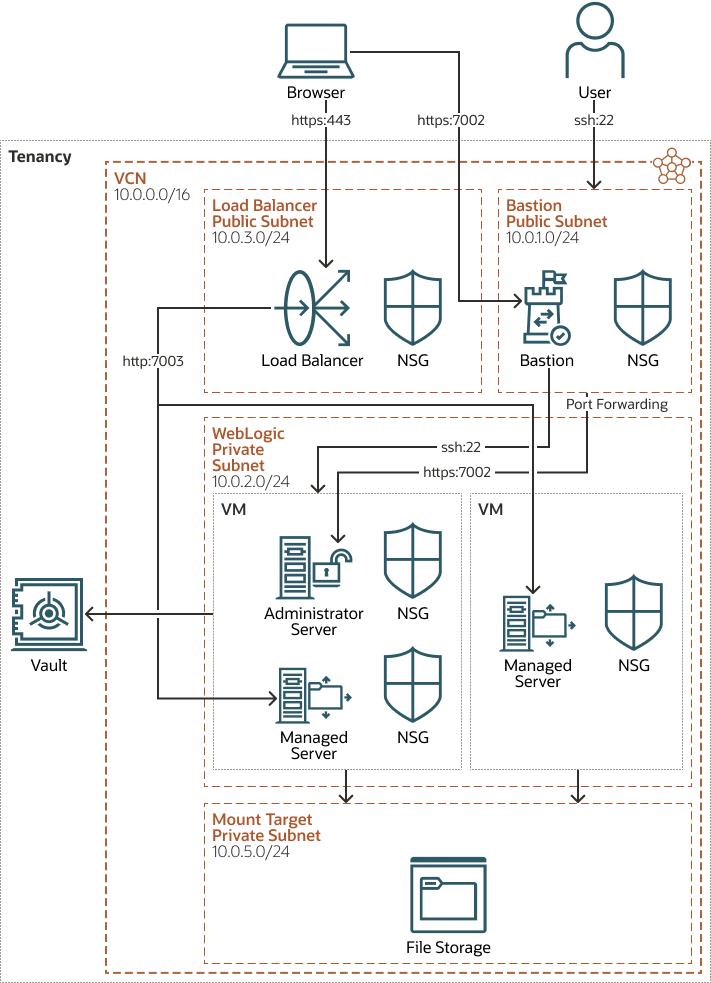 Browser
User
https:443
https:7002
ssh:22
Tenancy
VCN
10.0.0.0/16
Load Balancer
Public Subnet
10.0.3.0/24
Bastion
Public Subnet
10.0.1.0/24
Load Balancer
NSG
Bastion
NSG
http:7003
Port Forwarding
WebLogic
Private
Subnet
10.0.2.0/24
ssh:22
https:7002
VM
VM
Administrator
Server
NSG
Vault
Managed
Server
NSG
Managed
Server
NSG
Mount Target
Private Subnet
10.0.5.0/24
File Storage